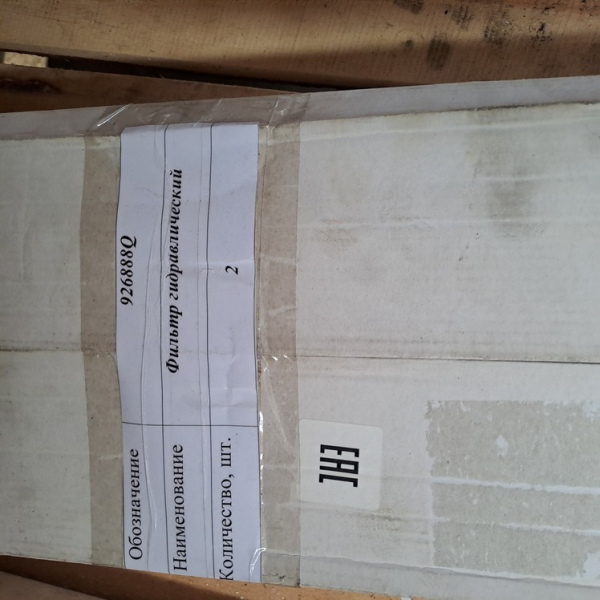 Обозначение 926888Q
Наименование Фильтр гидравлический
Количество, шт. 2
EAC